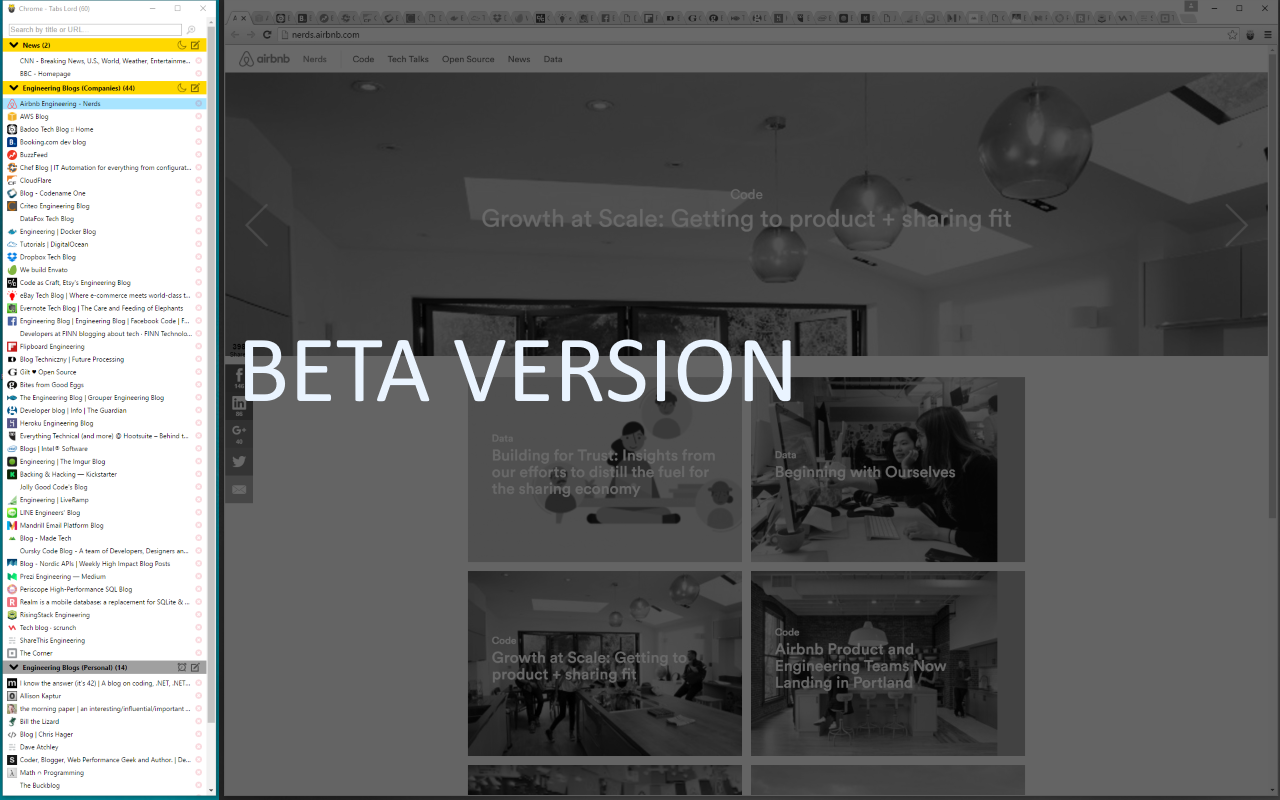 Chrome - Tabs Lord (60)
Search by title or URL...
News (2)
CNN - Breaking News, U.S., World, Weather, Entertainme...
BBC - Homepage
Engineering Blogs (Companies) (44)
Airbnb Engineering - Nerds
AWS Blog
Badoo Tech Blog :: Home
Booking.com dev blog
BuzzFeed
Chef Blog | IT Automation for everything from configurat...
CloudFlare
Blog - Codename One
Criteo Engineering Blog
DataFox Tech Blog
Engineering | Docker Blog
Tutorials | DigitalOcean
Dropbox Tech Blog
We build Envato
Code as Craft, Etsy's Engineering Blog
eBay Tech Blog | Where e-commerce meets world-class t...
Evernote Tech Blog | The Care and Feeding of Elephants
Engineering Blog | Engineering Blog | Facebook Code | F...
Developers at FINN blogging about tech · FINN Technolo...
Flipboard Engineering
Blog Techniczny | Future Processing
Gilt ♥ Open Source
Bites from Good Eggs
The Engineering Blog | Grouper Engineering Blog
Developer blog | Info | The Guardian
Heroku Engineering Blog
Everything Technical (and more) @ Hootsuite – Behind t...
Blogs | Intel® Software
Engineering | The Imgur Blog
Backing & Hacking — Kickstarter
Jolly Good Code's Blog
Engineering | LiveRamp
LINE Engineers' Blog
Mandrill Email Platform Blog
Blog - Made Tech
Oursky Code Blog - A team of Developers, Designers an...
Blog - Nordic APIs | Weekly High Impact Blog Posts
Prezi Engineering — Medium
Periscope High-Performance SQL Blog
Realm is a mobile database: a replacement for SQLite & ...
RisingStack Engineering
Tech blog · scrunch
ShareThis Engineering
The Corner
Engineering Blogs (Personal) (14)
I know the answer (it's 42) | A blog on coding, .NET, .NET...
Allison Kaptur
the morning paper | an interesting/influential/important ...
Bill the Lizard
Blog | Chris Hager
Dave Atchley
Coder, Blogger, Web Performance Geek and Author. | De...
Math ∩ Programming
The Buckblog
nerds.airbnb.com
airbnb Nerds Code Tech Talks Open Source News Data
Code
Growth at Scale: Getting to product + sharing fit
BETA VERSION
Data
Building for Trust: Insights from
our efforts to distill the fuel for
the sharing economy
Data
Beginning with Ourselves
Code
Growth at Scale: Getting to
product + sharing fit
Code
Airbnb Product and
Engineering Teams Now
Landing in Portland